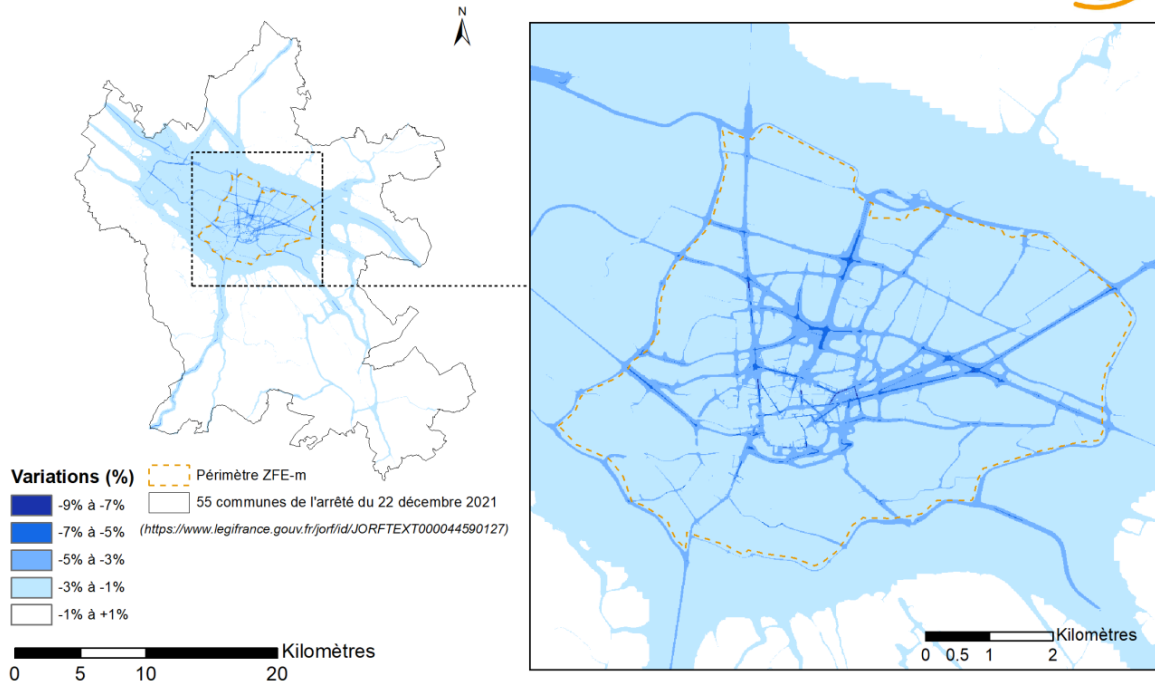 N
Variations (%)
-9% à -7%
-7% à -5%
-5% à -3%
-3% à -1%
-1% à +1%
Périmètre ZFE-m
55 communes de l'arrêté du 22 décembre 2021
(https://www.legifrance.gouv.fr/jorf/id/JORFTEXT000044590127)
Kilomètres
0 5 10 20
Kilomètres
0 0.5 1 2